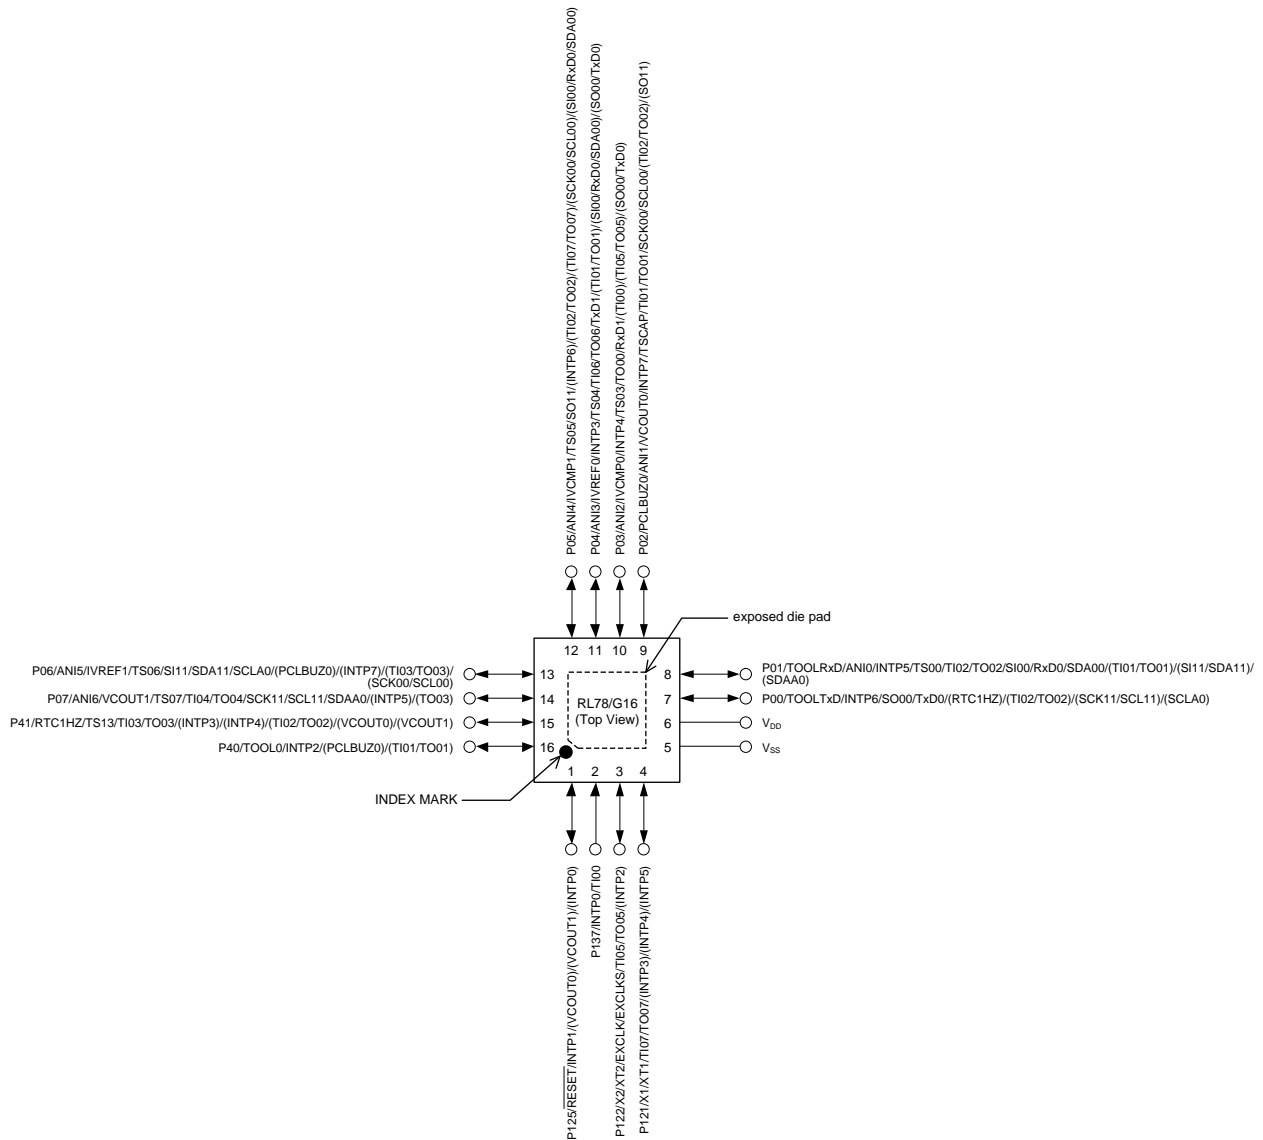 P05/ANI4/IVCMP1/TS05/SO11/(INTP6)/(TI02/TO02)/(TI07/TO07)/(SCK00/SCL00)/(SI00/RxD0/SDA00)
P04/ANI3/IVREF0/INTP3/TS04/TI06/TO06/TxD1/(TI01/TO01)/(SI00/RxD0/SDA00)/(SO00/TxD0)
P03/ANI2/IVCMP0/INTP4/TS03/TO00/RxD1/(TI00)/(TI05/TO05)/(SO00/TxD0)
P02/PCLBUZ0/ANI1/VCOUT0/INTP7/TSCAP/TI01/TO01/SCK00/SCL00/(TI02/TO02)/(SO11)
exposed die pad
12 11 10 9
P06/ANI5/IVREF1/TS06/SI11/SDA11/SCLA0/(PCLBUZ0)/(INTP7)/(TI03/TO03)/
(SCK00/SCL00)
13
P07/ANI6/VCOUT1/TS07/TI04/TO04/SCK11/SCL11/SDAA0/(INTP5)/(TO03)
14
P41/RTC1HZ/TS13/TI03/TO03/(INTP3)/(INTP4)/(TI02/TO02)/(VCOUT0)/(VCOUT1)
15
P40/TOOL0/INTP2/(PCLBUZ0)/(TI01/TO01)
16
RL78/G16
(Top View)
8
P01/TOOLRxD/ANI0/INTP5/TS00/TI02/TO02/SI00/RxD0/SDA00/(TI01/TO01)/(SI11/SDA11)/
(SDAA0)
7
P00/TOOLTxD/INTP6/SO00/TxD0/(RTC1HZ)/(TI02/TO02)/(SCK11/SCL11)/(SCLA0)
6
VDD
5
VSS
1 2 3 4
INDEX MARK
P125/RESET/INTP1/(VCOUT0)/(VCOUT1)/(INTP0)
P137/INTP0/TI00
P122/X2/XT2/EXCLK/EXCLKS/TI05/TO05/(INTP2)
P121/X1/XT1/TI07/TO07/(INTP3)/(INTP4)/(INTP5)